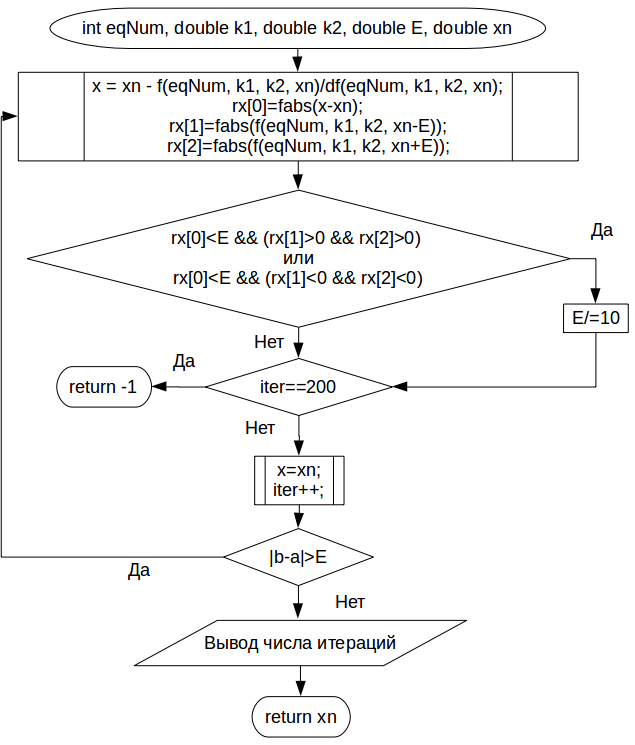 int eqNum, double k1, double k2, double E, double xn
x = xn - f(eqNum, k1, k2, xn)/df(eqNum, k1, k2, xn);
rx[0]=fabs(x-xn);
rx[1]=fabs(f(eqNum, k1, k2, xn-E));
rx[2]=fabs(f(eqNum, k1, k2, xn+E));
rx[0]<E && (rx[1]>0 && rx[2]>0)
или
rx[0]<E && (rx[1]<0 && rx[2]<0)
Да
E/=10
Нет
Да
iter==200
return -1
Нет
x=xn;
iter++;
|b-a|>E
Да
Нет
Вывод числа итераций
return xn